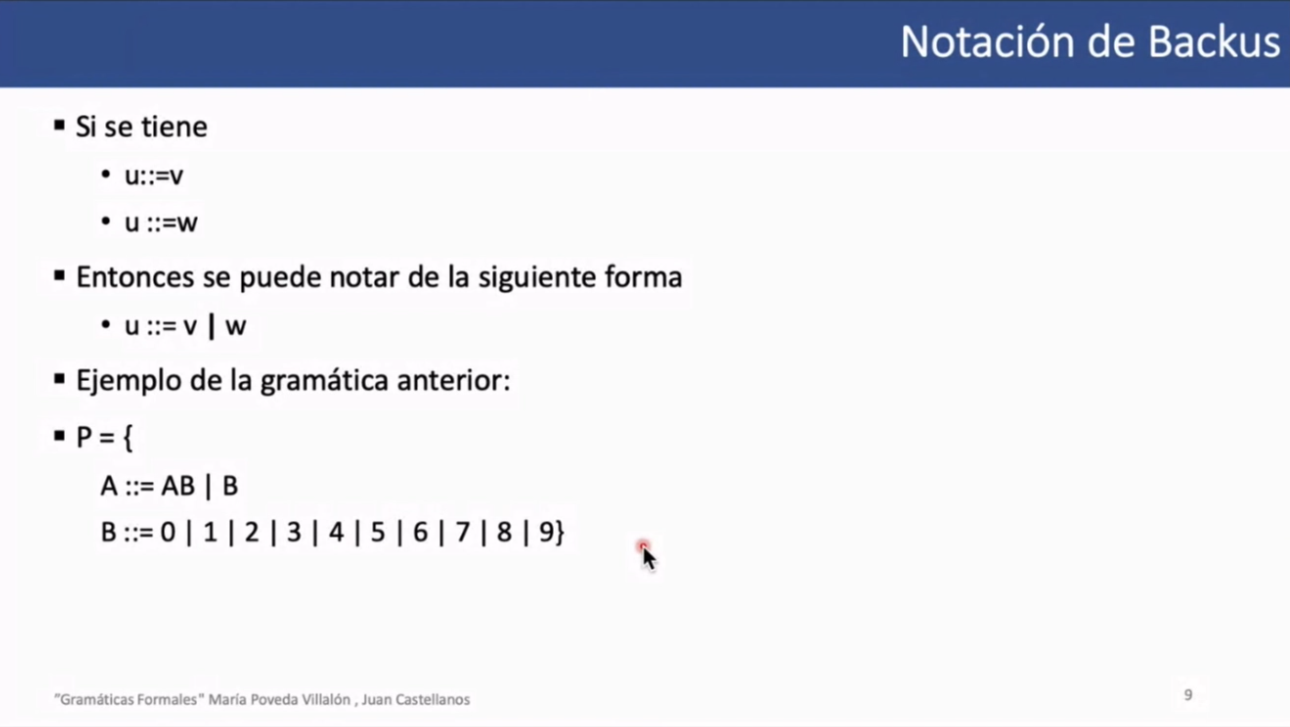 Notación de Backus
▪ Si se tiene
• u::=v
• u ::=w
▪ Entonces se puede notar de la siguiente forma
• u ::= v | w
▪ Ejemplo de la gramática anterior:
▪ P = {
A ::= AB | B
B ::= 0 | 1 | 2 | 3 | 4 | 5 | 6 | 7 | 8 | 9}
"Gramáticas Formales" María Poveda Villalón , Juan Castellanos
9